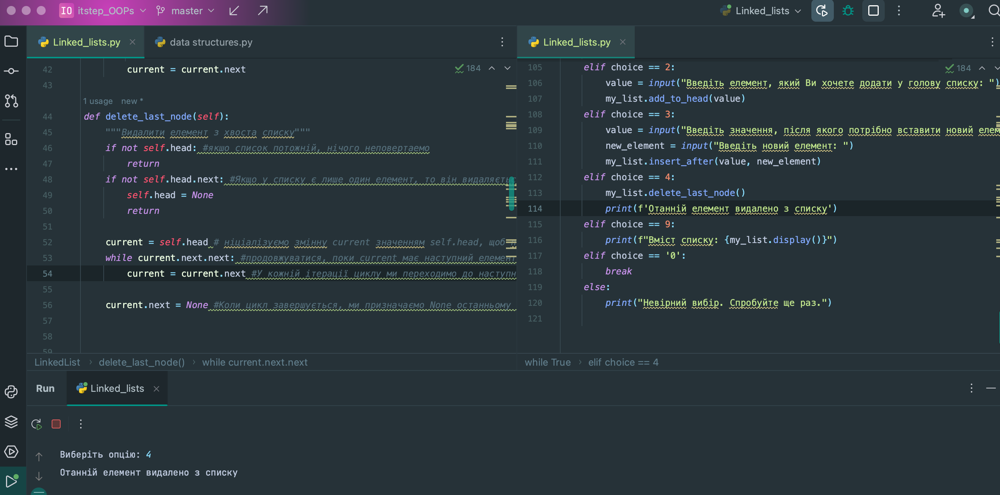 IO itstep_OOPs master Linked_lists
Linked_lists.py data structures.py
184
42 current = current.next
43
1 usage new *
44 def delete_last_node(self):
45 """Видалити елемент з хвоста списку"""
46 if not self.head: #якшо список потожній, нічого неповертаемо
47 return
48 if not self.head.next: #Якщо у списку є лише один елемент, то він видаляєтьс
49 self.head = None
50 return
51
52 current = self.head # ніціалізуємо змінну current значенням self.head, щоб п
53 while current.next.next: #продовжуватися, поки current має наступний елемент
54 current = current.next #У кожній ітерації циклу ми переходимо до наступн
55
56 current.next = None #Коли цикл завершується, ми призначаємо None останньому
57
58
59
LinkedList › delete_last_node() › while current.next.next
Linked_lists.py
184
105 elif choice == 2:
106 value = input("Введіть елемент, який Ви хочете додати у голову списку: ")
107 my_list.add_to_head(value)
108 elif choice == 3:
109 value = input("Введіть значення, після якого потрібно вставити новий елем
110 new_element = input("Введіть новий елемент: ")
111 my_list.insert_after(value, new_element)
112 elif choice == 4:
113 my_list.delete_last_node()
114 print(f'Отанній елемент видалено з списку')
115 elif choice == 9:
116 print(f"Вміст списку: {my_list.display()}")
117 elif choice == '0':
118 break
119 else:
120 print("Невірний вибір. Спробуйте ще раз.")
121
while True › elif choice == 4
Run Linked_lists
Виберіть опцію: 4
Отанній елемент видалено з списку